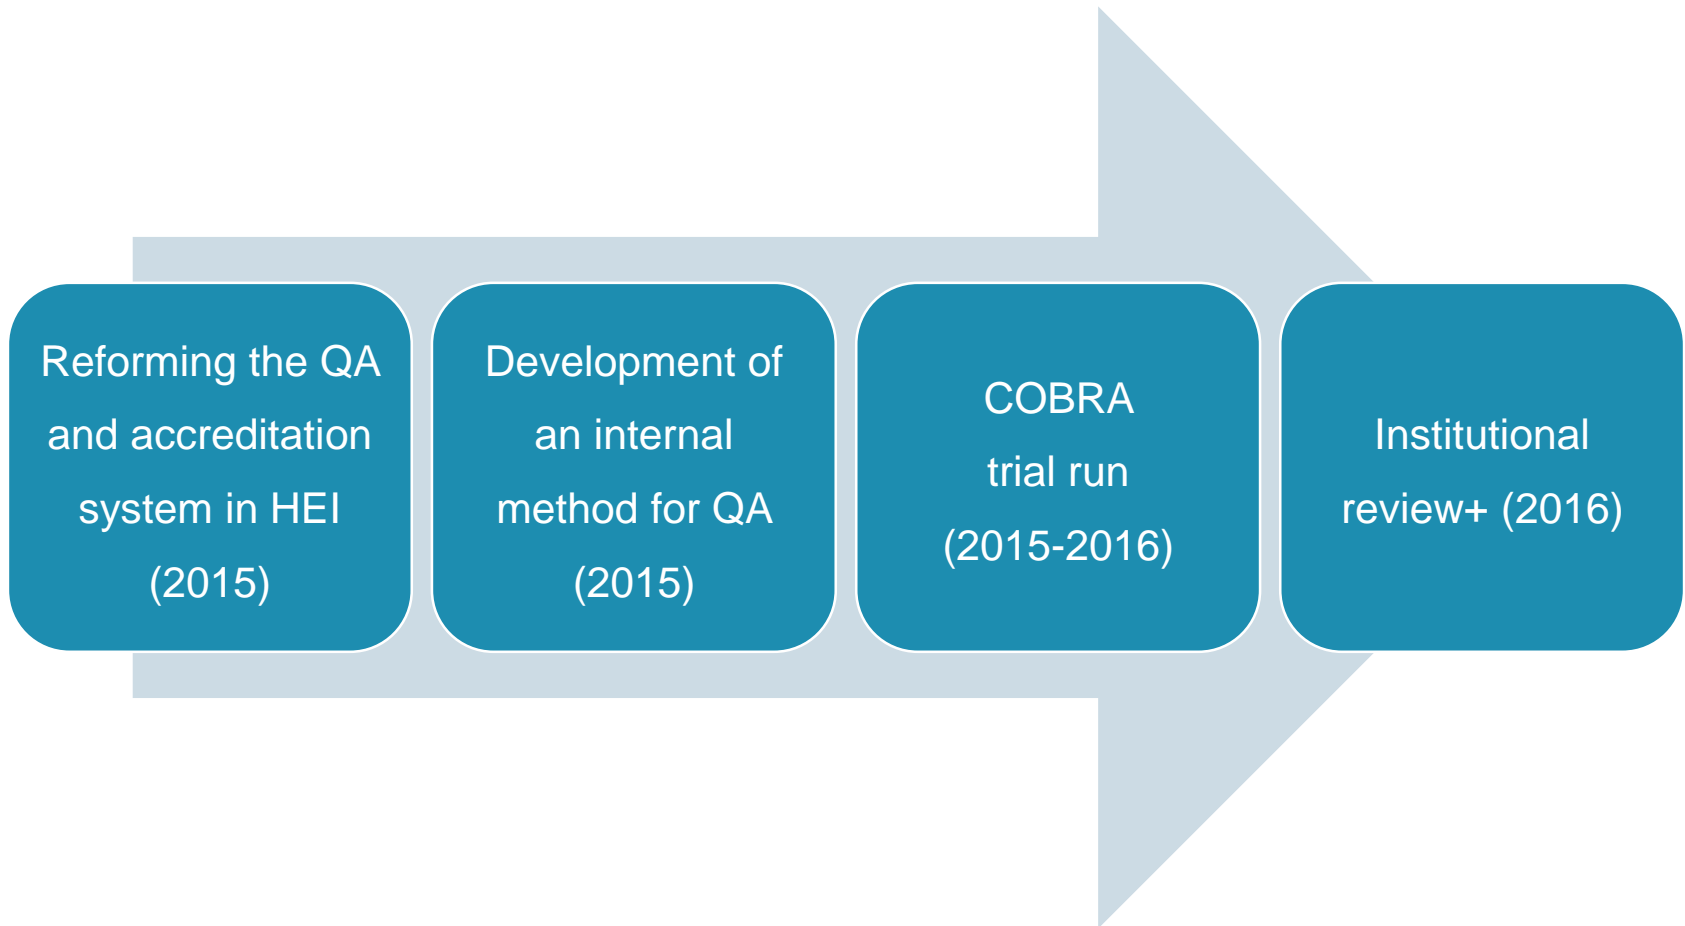 Reforming the QA
and accreditation
system in HEI
(2015)
Development of
an internal
method for QA
(2015)
COBRA
trial run
(2015-2016)
Institutional
review+ (2016)